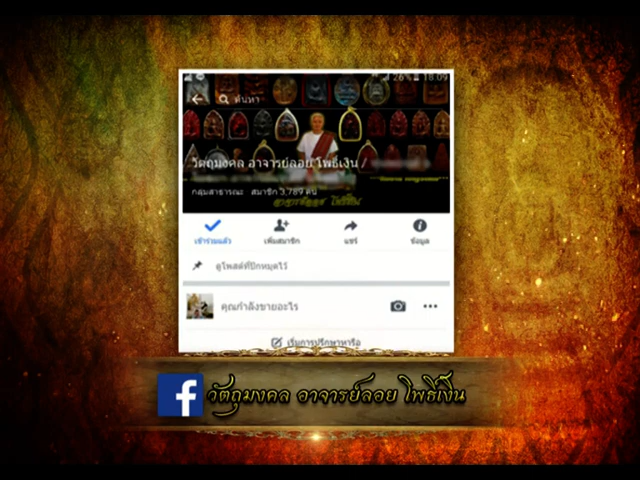 26% 18:09
ค้นหา
วัตถุมงคล อาจารย์ลอย โพธิ์เงิน /
กลุ่มสาธารณะ สมาชิก 3,789 คน
เข้าร่วมแล้ว เพิ่มสมาชิก แชร์ ข้อมูล
ดูโพสต์ที่ปักหมุดไว้
คุณกำลังขายอะไร
เริ่มการปรึกษาหารือ
f วัตถุมงคล อาจารย์ลอย โพธิ์เงิน